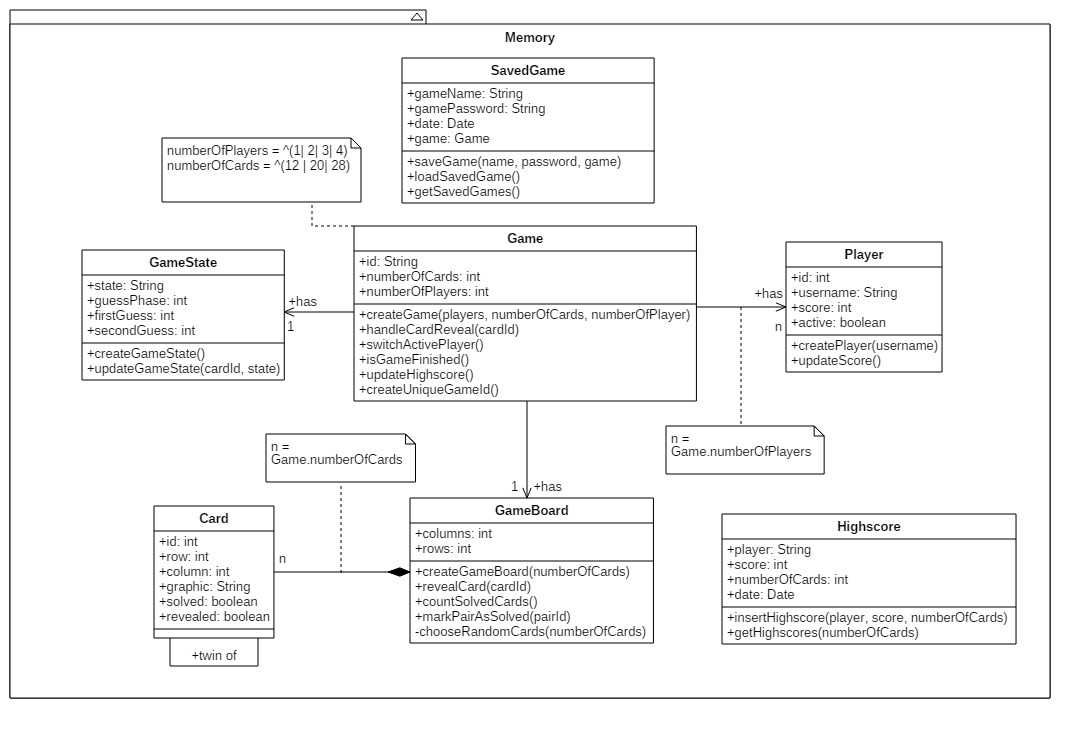 Memory
SavedGame
+gameName: String
+gamePassword: String
+date: Date
+game: Game
+saveGame(name, password, game)
+loadSavedGame()
+getSavedGames()
numberOfPlayers = ^(1| 2| 3| 4)
numberOfCards = ^(12 | 20| 28)
GameState
+state: String
+guessPhase: int
+firstGuess: int
+secondGuess: int
+createGameState()
+updateGameState(cardId, state)
+has
1
Game
+id: String
+numberOfCards: int
+numberOfPlayers: int
+createGame(players, numberOfCards, numberOfPlayer)
+handleCardReveal(cardId)
+switchActivePlayer()
+isGameFinished()
+updateHighscore()
+createUniqueGameId()
+has
n
Player
+id: int
+username: String
+score: int
+active: boolean
+createPlayer(username)
+updateScore()
n =
Game.numberOfCards
n =
Game.numberOfPlayers
1
+has
Card
+id: int
+row: int
+column: int
+graphic: String
+solved: boolean
+revealed: boolean
+twin of
n
GameBoard
+columns: int
+rows: int
+createGameBoard(numberOfCards)
+revealCard(cardId)
+countSolvedCards()
+markPairAsSolved(pairId)
-chooseRandomCards(numberOfCards)
Highscore
+player: String
+score: int
+numberOfCards: int
+date: Date
+insertHighscore(player, score, numberOfCards)
+getHighscores(numberOfCards)